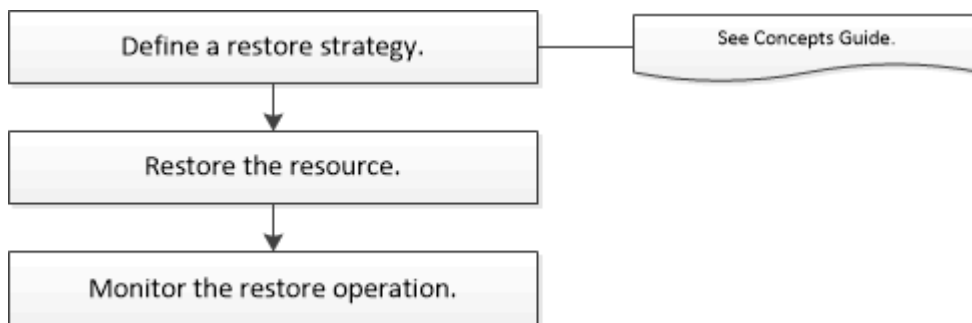 Define a restore strategy.
See Concepts Guide.
Restore the resource.
Monitor the restore operation.